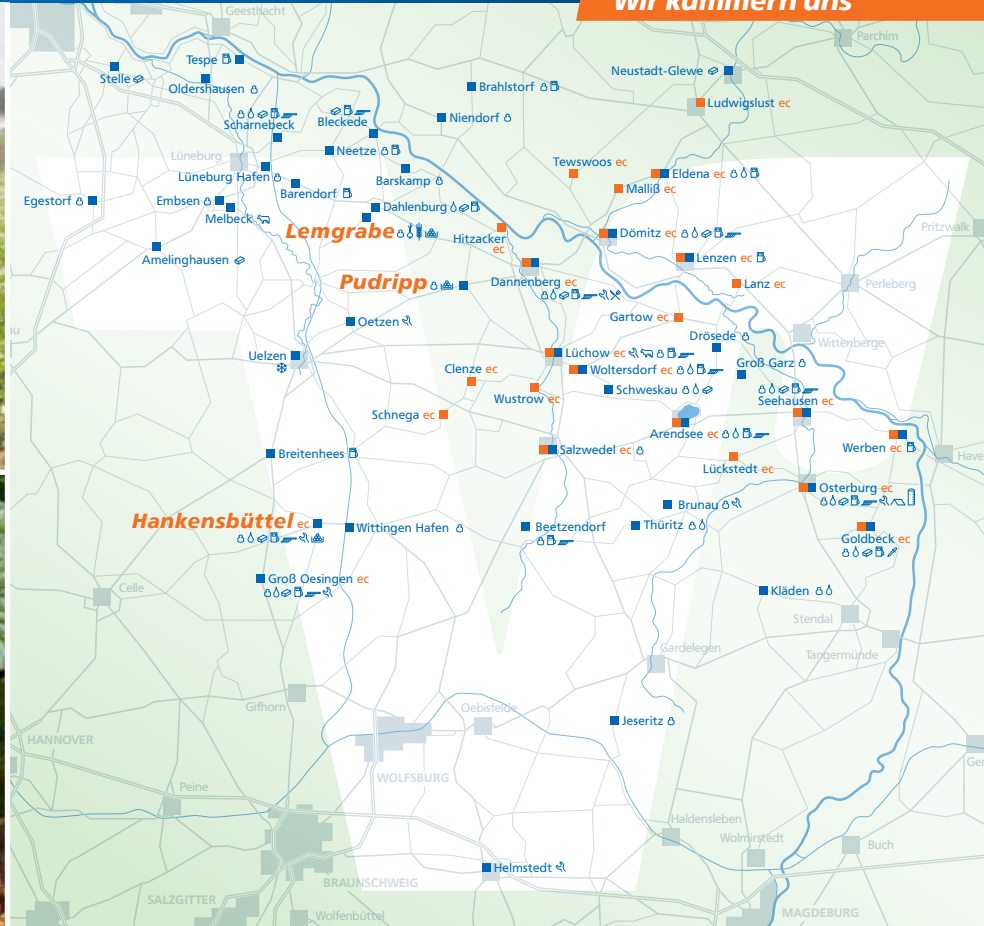 Wir kümmern uns
Geesthacht
Parchim
Tespe
Stelle
Oldershausen
Brahlstorf
Neustadt-Glewe
Ludwigslust ec
Niendorf
Scharnebeck
Bleckede
Lüneburg
Neetze
Tewswoos ec
Lüneburg Hafen
Barskamp
Eldena ec
Malliß ec
Egestorf
Embsen
Barendorf
Dahlenburg
Melbeck
Pritzwalk
Lemgrabe
Hitzacker
ec
Dömitz ec
Amelinghausen
Lenzen ec
Pudripp
Dannenberg ec
Lanz ec
Perleberg
Gartow ec
Oetzen
Drösede
Wittenberge
Uelzen
Lüchow ec
Groß Garz
Clenze ec
Woltersdorf ec
Schweskau
Wustrow ec
Seehausen ec
Schnega ec
Arendsee ec
Werben ec
Breitenhees
Salzwedel ec
Lückstedt ec
Have
Osterburg ec
Brunau
Hankensbüttel ec
Wittingen Hafen
Beetzendorf
Thüritz
Goldbeck ec
Groß Oesingen ec
Celle
Kläden
Stendal
Gardelegen
Tangermünde
Gifhorn
Oebisfelde
Jeseritz
HANNOVER
WOLFSBURG
Ger
Peine
Haldensleben
Wolmirstedt
Buch
Helmstedt
BRAUNSCHWEIG
SALZGITTER
Wolfenbüttel
MAGDEBURG